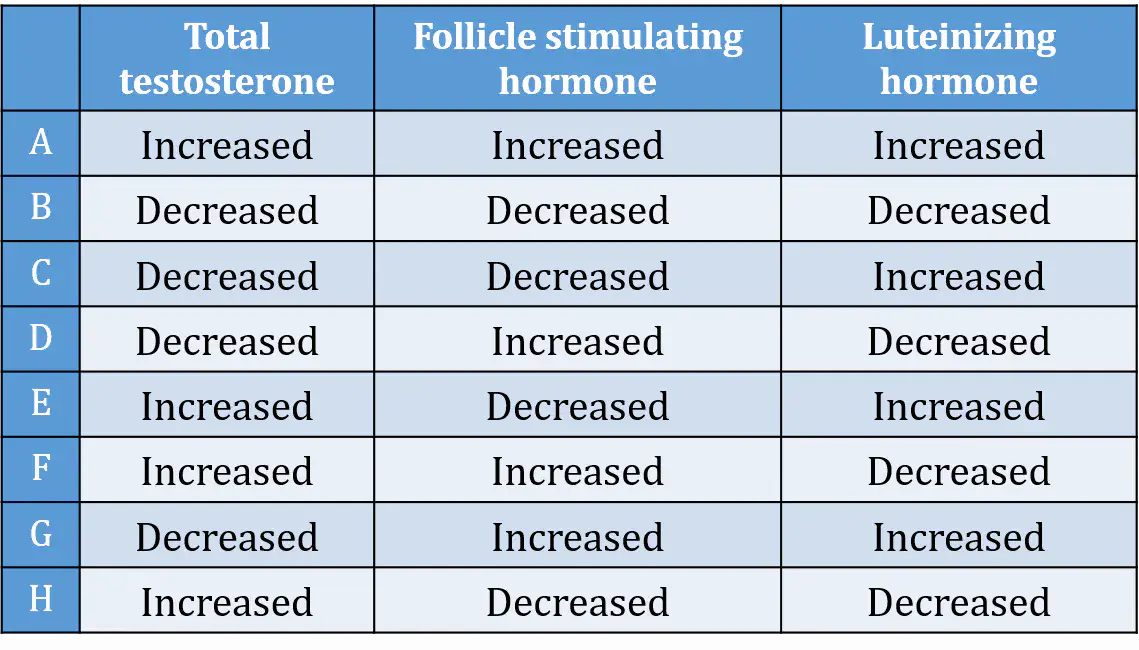 Total testosterone Follicle stimulating hormone Luteinizing hormone
A Increased Increased Increased
B Decreased Decreased Decreased
C Decreased Decreased Increased
D Decreased Increased Decreased
E Increased Decreased Increased
F Increased Increased Decreased
G Decreased Increased Increased
H Increased Decreased Decreased